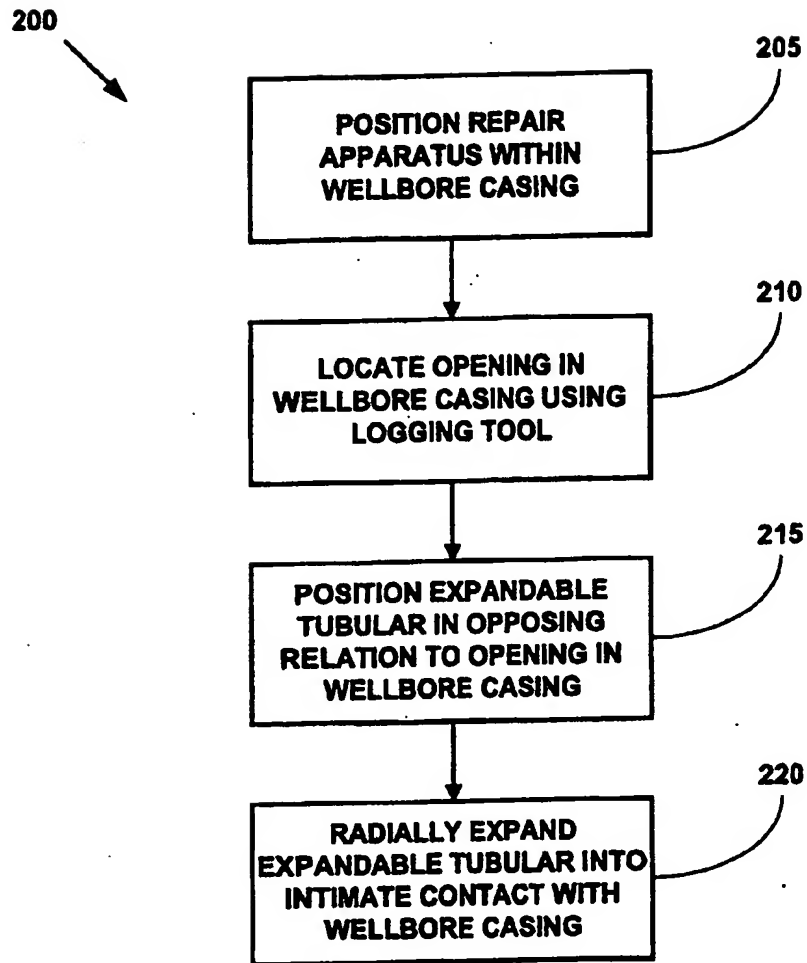 200
205
POSITION REPAIR
APPARATUS WITHIN
WELLBORE CASING
210
LOCATE OPENING IN
WELLBORE CASING USING
LOGGING TOOL
215
POSITION EXPANDABLE
TUBULAR IN OPPOSING
RELATION TO OPENING IN
WELLBORE CASING
220
RADIALLY EXPAND
EXPANDABLE TUBULAR INTO
INTIMATE CONTACT WITH
WELLBORE CASING